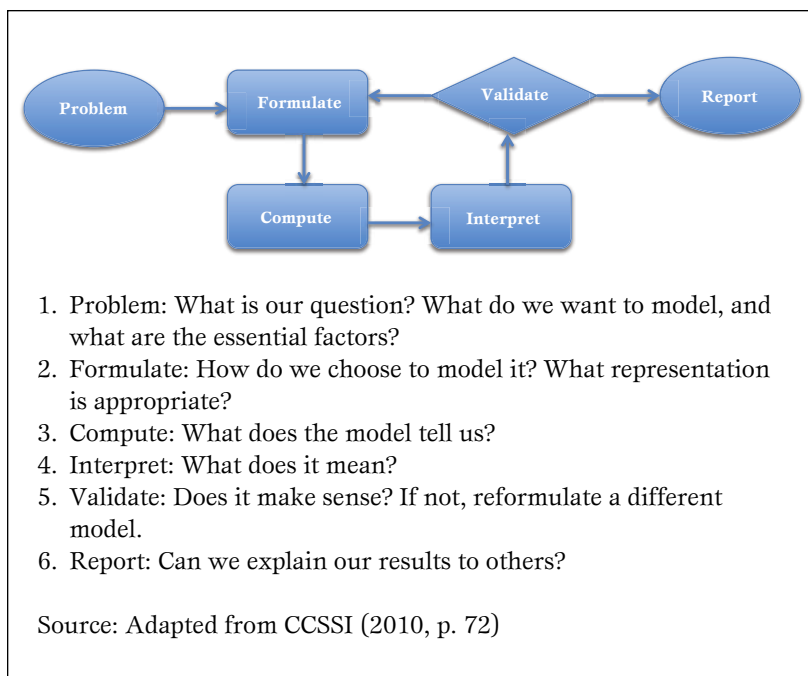 Problem
Formulate
Validate
Report
Compute
Interpret
1. Problem: What is our question? What do we want to model, and
what are the essential factors?
2. Formulate: How do we choose to model it? What representation
is appropriate?
3. Compute: What does the model tell us?
4. Interpret: What does it mean?
5. Validate: Does it make sense? If not, reformulate a different
model.
6. Report: Can we explain our results to others?
Source: Adapted from CCSSI (2010, p. 72)